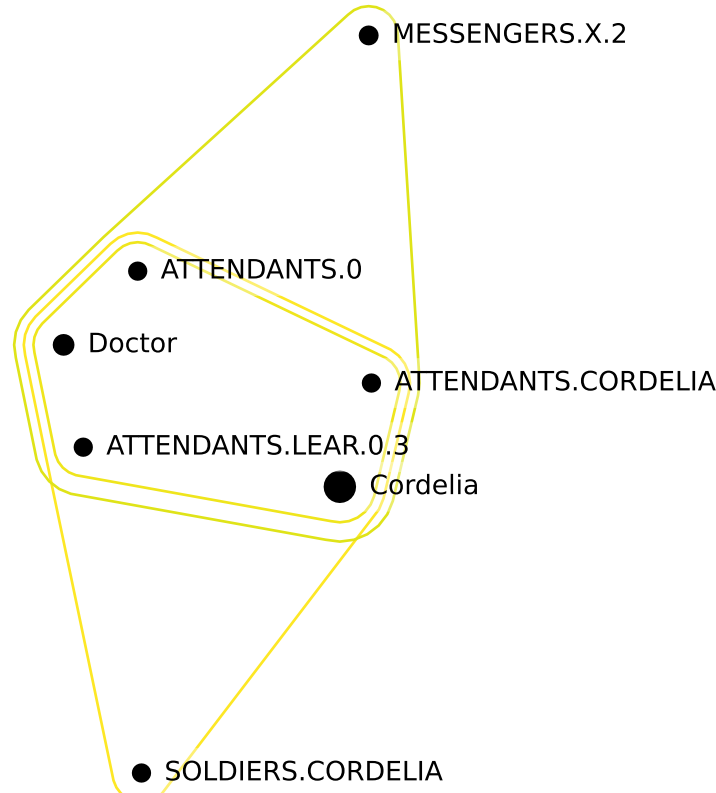 MESSENGERS.X.2
ATTENDANTS.0
Doctor
ATTENDANTS.CORDELIA
ATTENDANTS.LEAR.0.3
Cordelia
SOLDIERS.CORDELIA